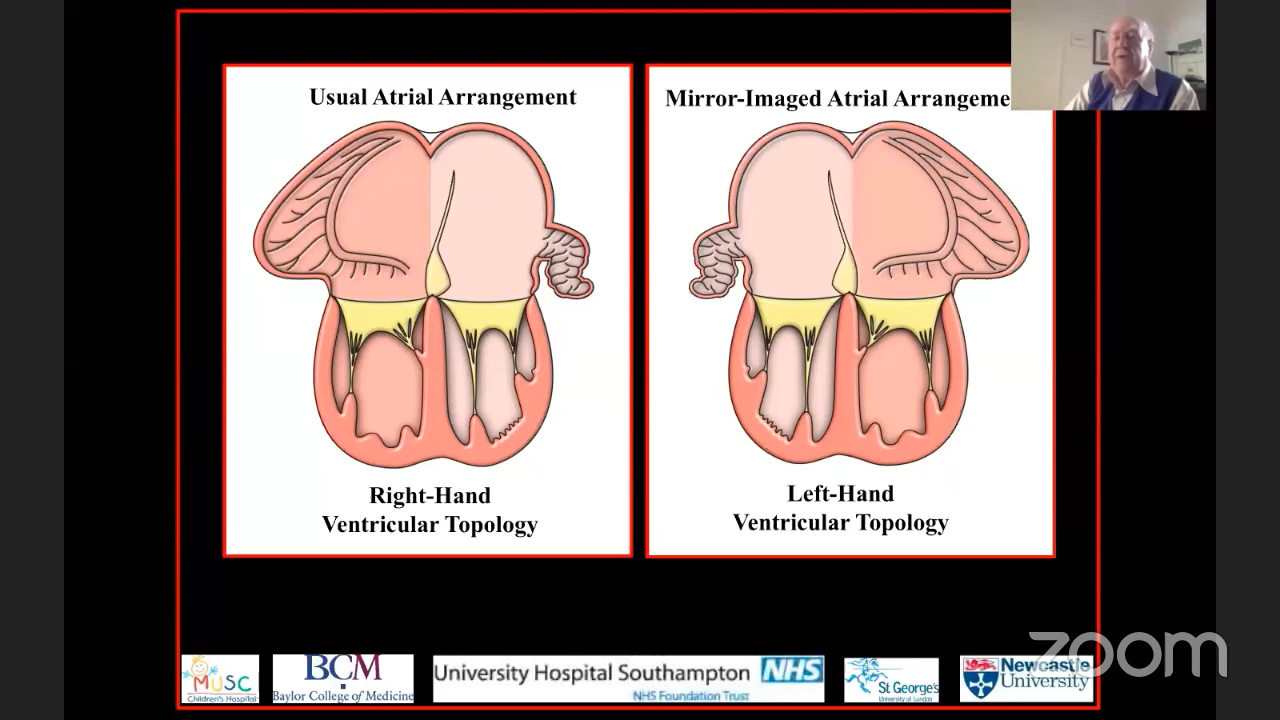 Usual Atrial Arrangement
Mirror-Imaged Atrial Arrangeme
Right-Hand
Ventricular Topology
Left-Hand
Ventricular Topology
zoom
MUSC
Children's Hospital
BCM
Baylor College of Medicine
University Hospital Southampton
NHS
NHS Foundation Trust
St George's
University of London
Newcastle
University